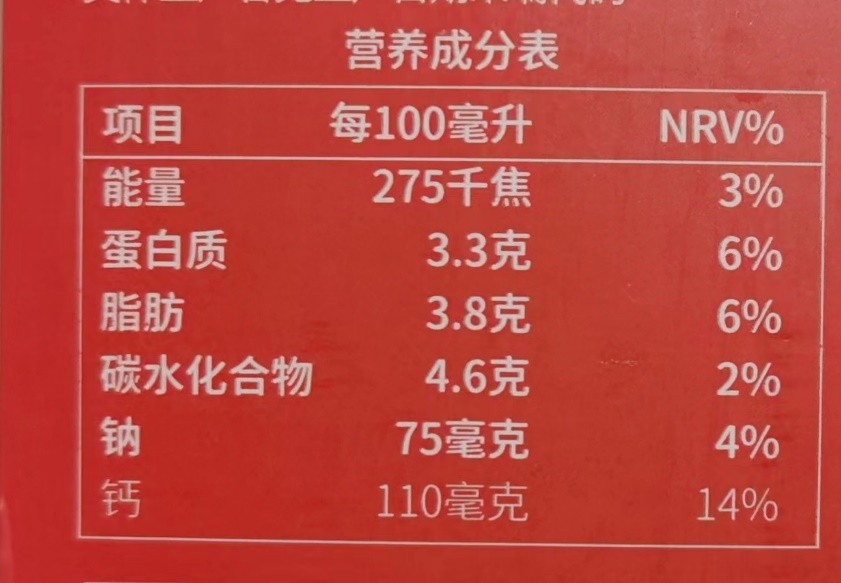 营养成分表
项目 每100毫升 NRV%
能量 275千焦 3%
蛋白质 3.3克 6%
脂肪 3.8克 6%
碳水化合物 4.6克 2%
钠 75毫克 4%
钙 110毫克 14%